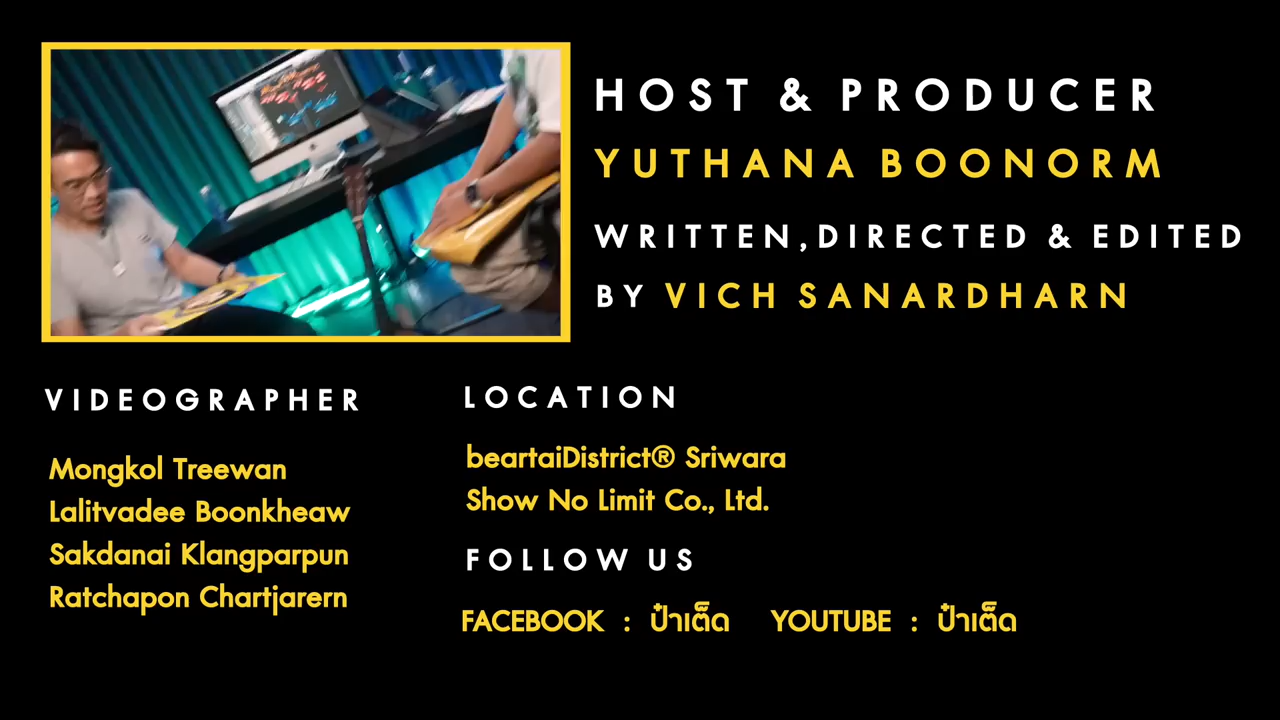 HOST & PRODUCER
YUTHANA BOONORM
WRITTEN,DIRECTED & EDITED
BY VICH SANARDHARN
VIDEOGRAPHER
Mongkol Treewan
Lalitvadee Boonkheaw
Sakdanai Klangparpun
Ratchapon Chartjarern
LOCATION
beartaiDistrict® Sriwara
Show No Limit Co., Ltd.
FOLLOW US
FACEBOOK : ป๋าเต็ด YOUTUBE : ป๋าเต็ด